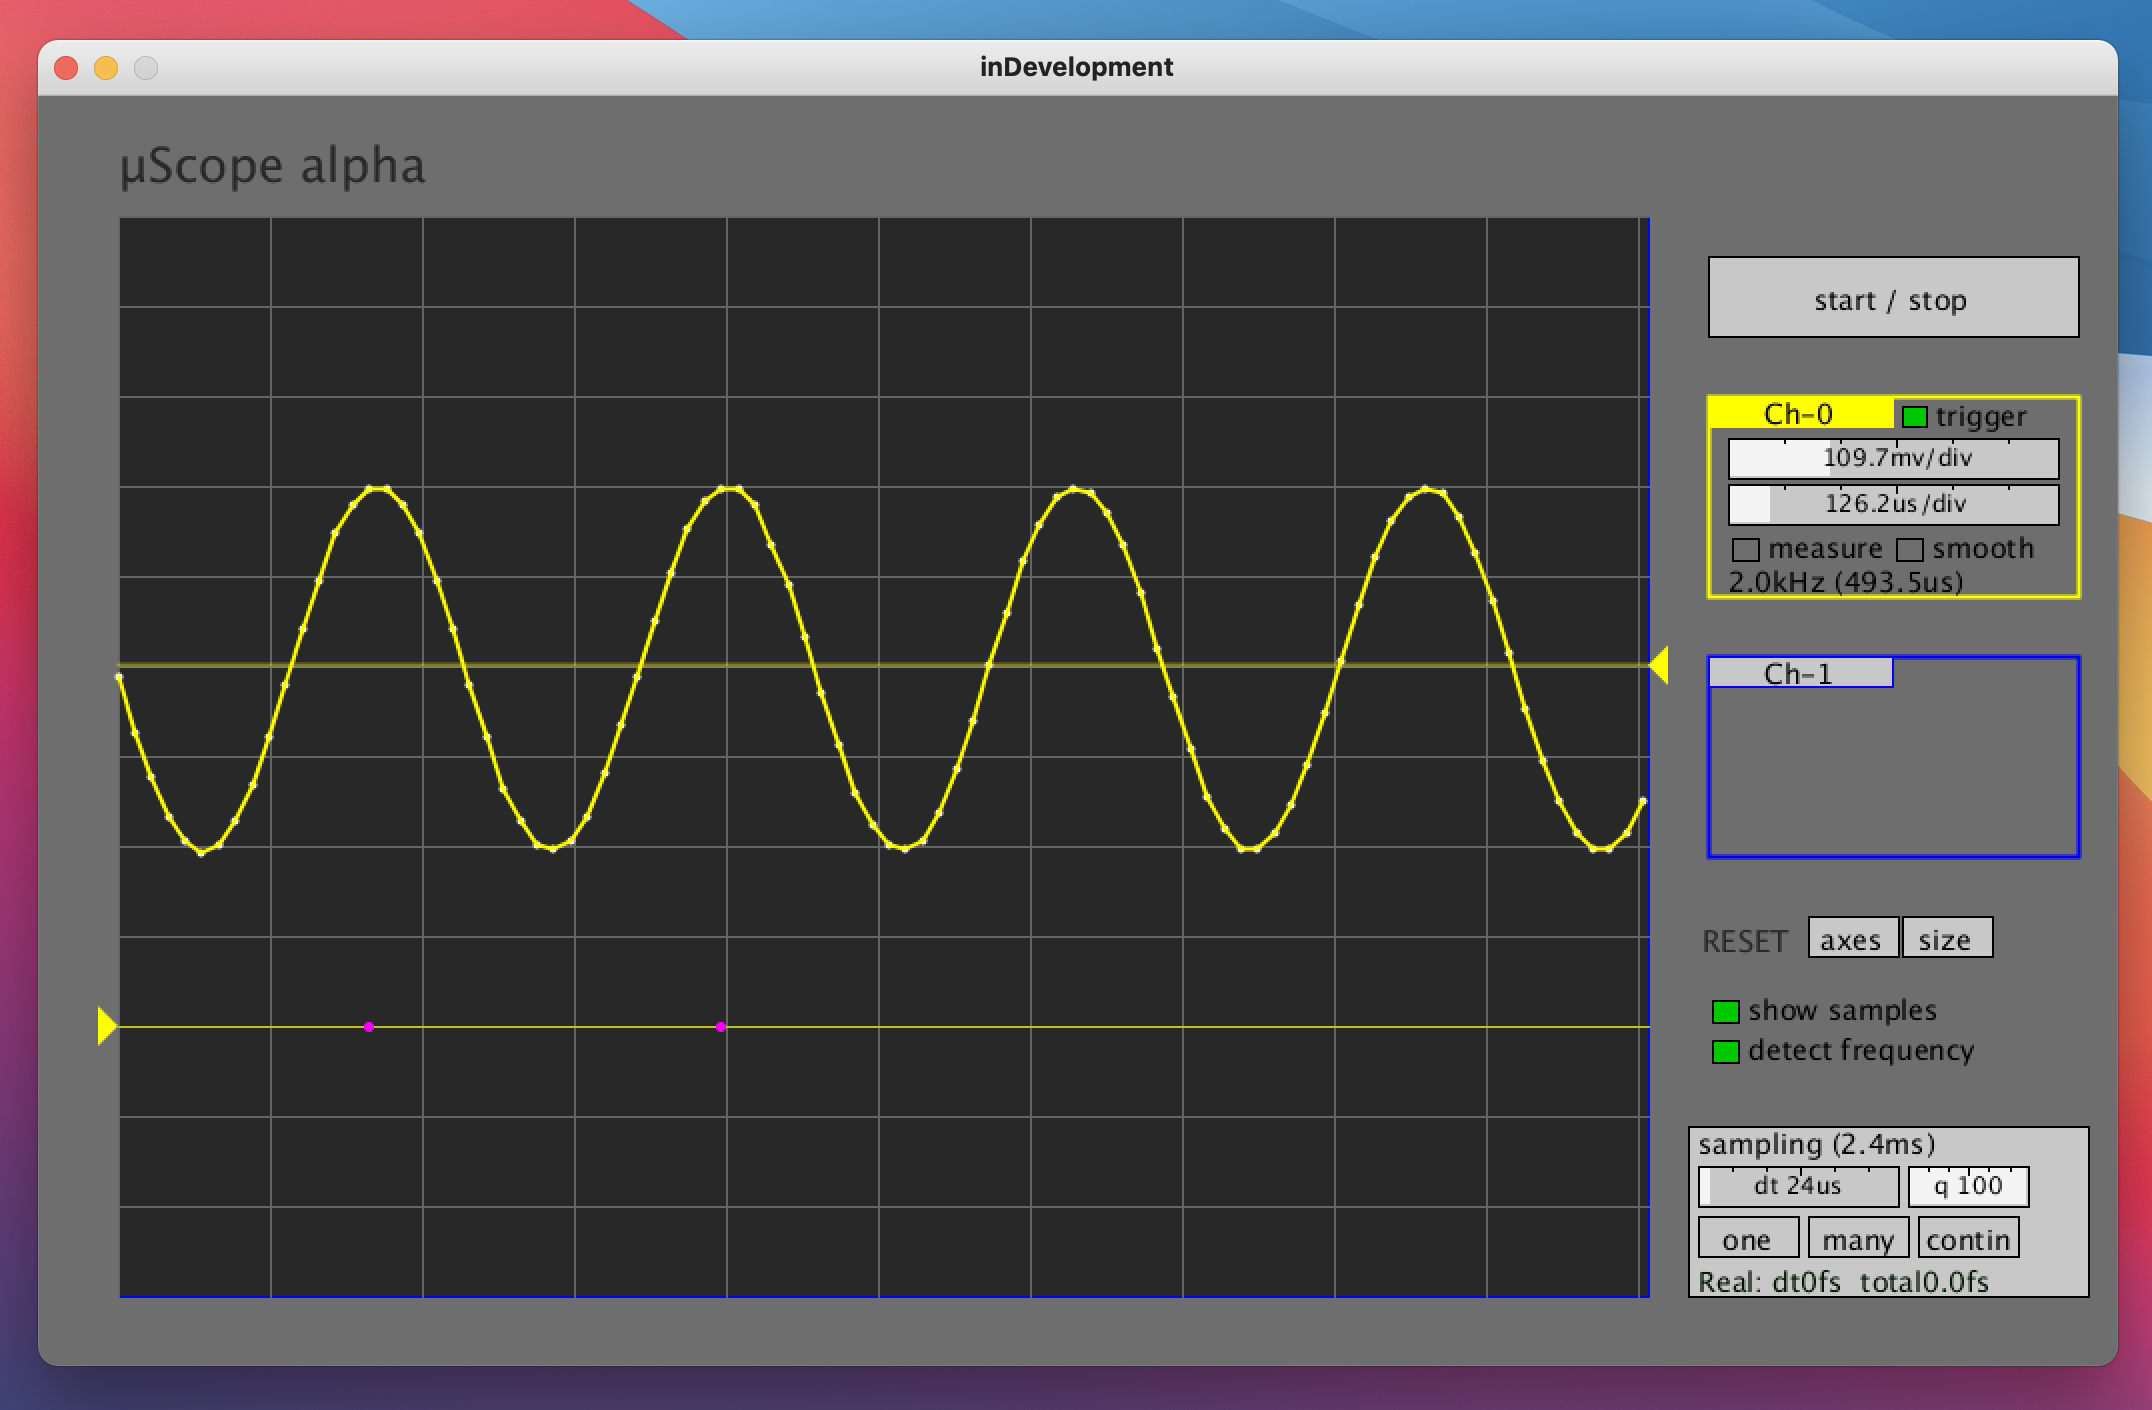 inDevelopment
µScope alpha
start / stop
Ch-0 trigger
109.7mv/div
126.2us/div
measure smooth
2.0kHz (493.5us)
Ch-1
RESET axes size
show samples
detect frequency
sampling (2.4ms)
dt 24us q 100
one many contin
Real: dt0fs total0.0fs